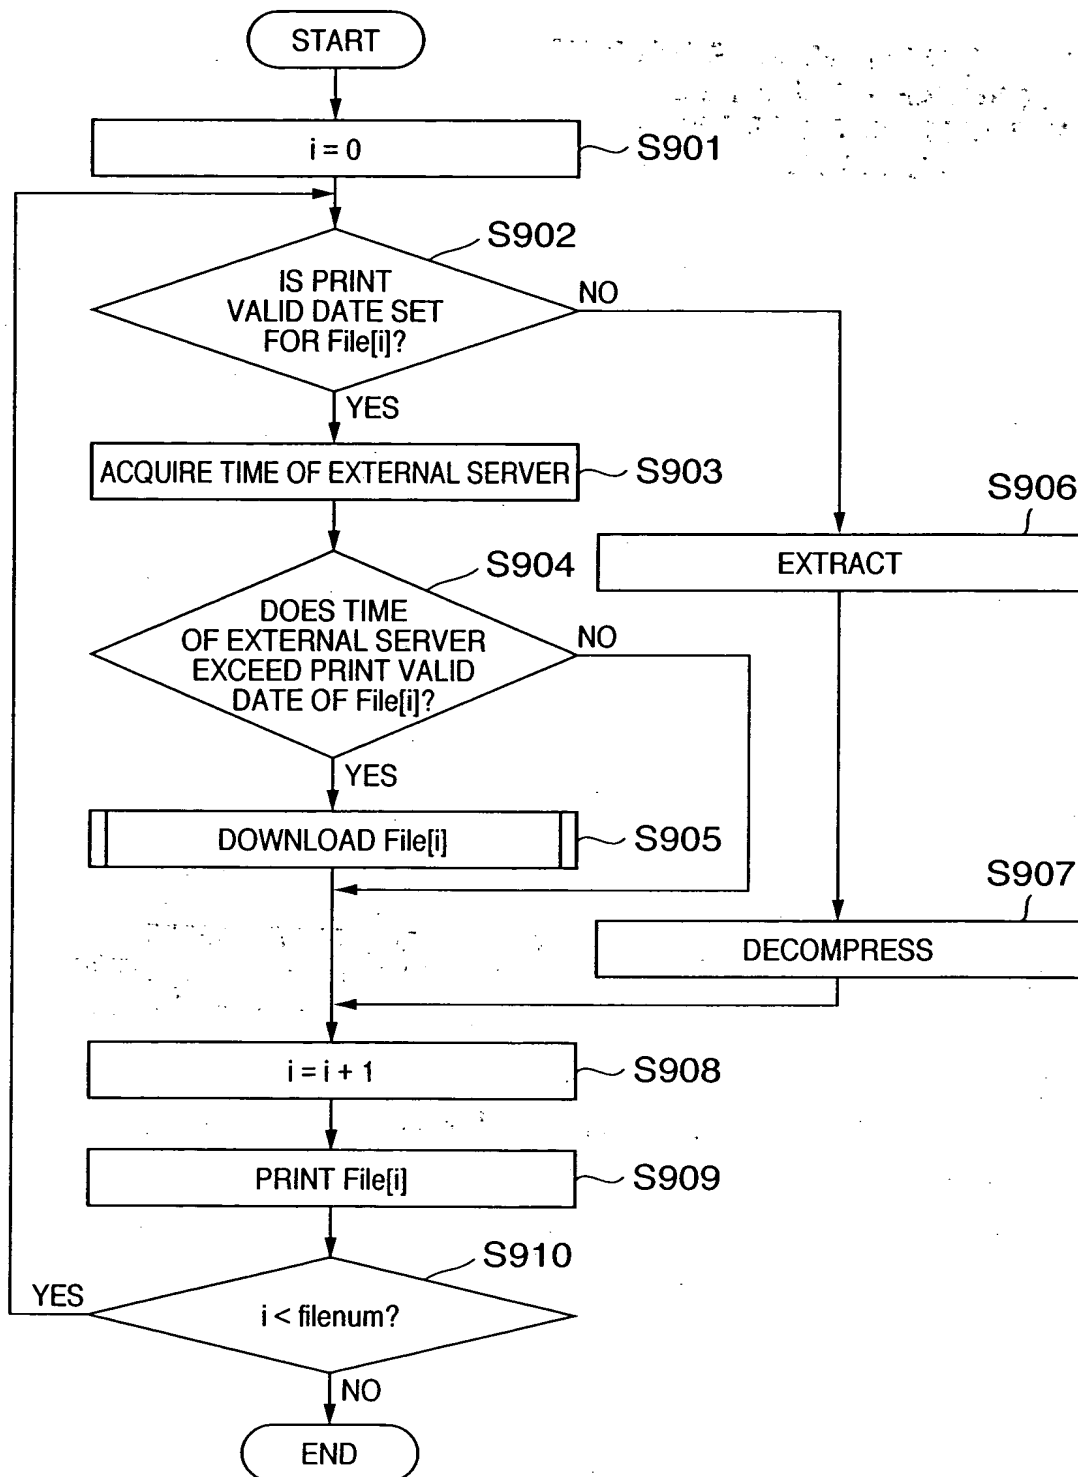 START
i = 0
S901
S902
IS PRINT
VALID DATE SET
FOR File[i]?
NO
YES
ACQUIRE TIME OF EXTERNAL SERVER
S903
S906
EXTRACT
S904
DOES TIME
OF EXTERNAL SERVER
EXCEED PRINT VALID
DATE OF File[i]?
NO
YES
DOWNLOAD File[i]
S905
S907
DECOMPRESS
i = i + 1
S908
PRINT File[i]
S909
S910
YES
i < filenum?
NO
END